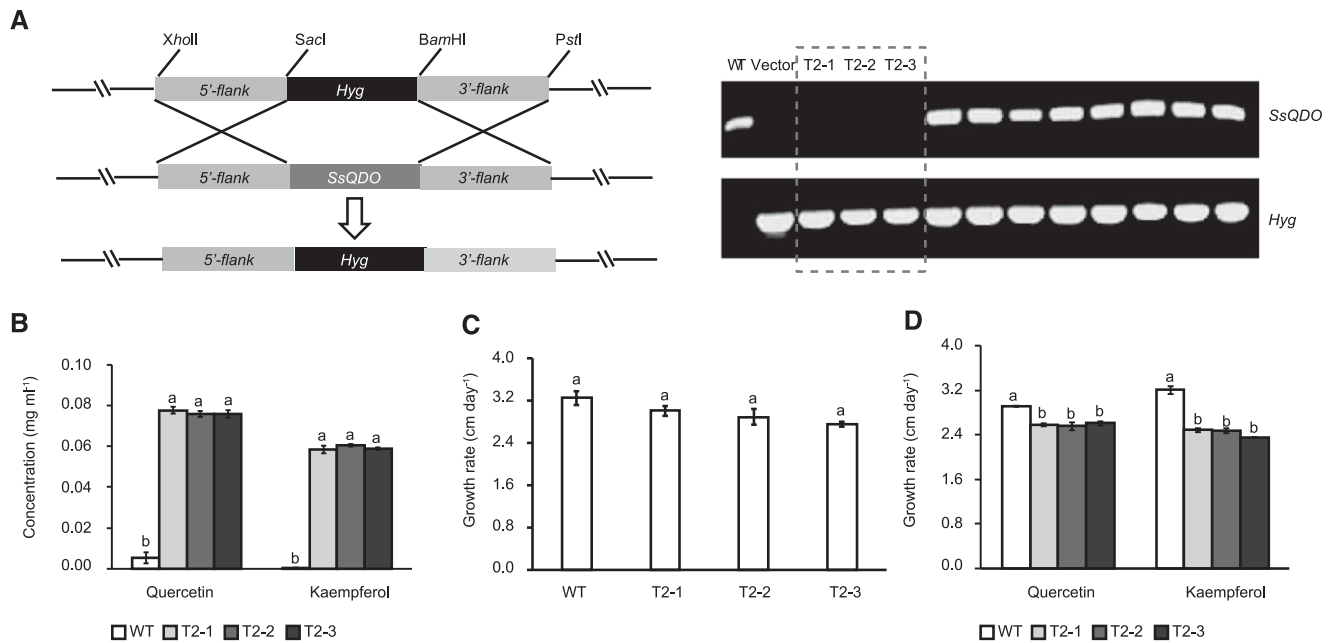 A
XhoII SacI BamHI PstI
5'-flank Hyg 3'-flank
5'-flank SsQDO 3'-flank
5'-flank Hyg 3'-flank
WT Vector T2-1 T2-2 T2-3
SsQDO
Hyg
B
Concentration (mg ml⁻¹)
0.10
0.08
0.06
0.04
0.02
0.00
b a a a
b a a a
Quercetin Kaempferol
WT T2-1 T2-2 T2-3
C
Growth rate (cm day⁻¹)
4.0
3.2
2.4
1.6
0.8
0
a a a a
WT T2-1 T2-2 T2-3
D
Growth rate (cm day⁻¹)
4.0
3.2
2.4
1.6
0.8
0
a b b b
a b b b
Quercetin Kaempferol
WT T2-1 T2-2 T2-3